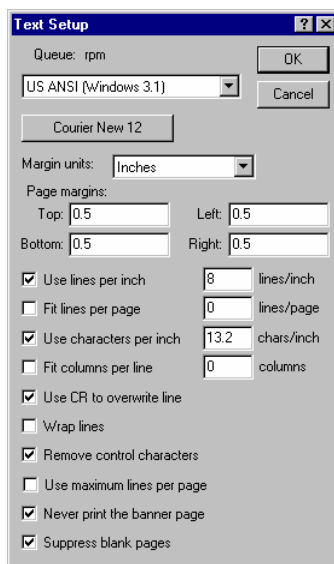 Text Setup
Queue: rpm
OK
US ANSI (Windows 3.1)
Cancel
Courier New 12
Margin units: Inches
Page margins:
Top: 0.5 Left: 0.5
Bottom: 0.5 Right: 0.5
Use lines per inch 8 lines/inch
Fit lines per page 0 lines/page
Use characters per inch 13.2 chars/inch
Fit columns per line 0 columns
Use CR to overwrite line
Wrap lines
Remove control characters
Use maximum lines per page
Never print the banner page
Suppress blank pages